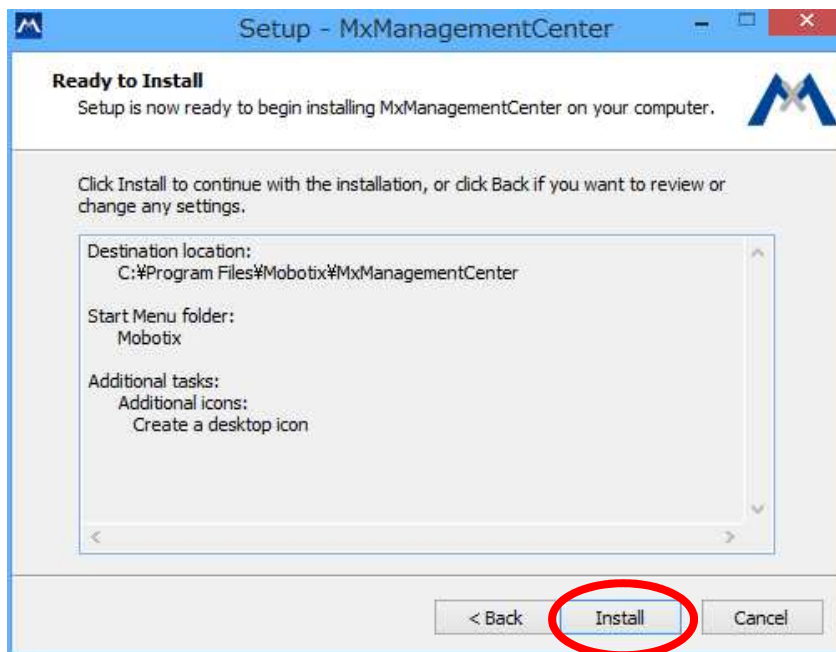 Setup - MxManagementCenter
Ready to Install
Setup is now ready to begin installing MxManagementCenter on your computer.
Click Install to continue with the installation, or click Back if you want to review or
change any settings.
Destination location:
C:¥Program Files¥Mobotix¥MxManagementCenter
Start Menu folder:
Mobotix
Additional tasks:
Additional icons:
Create a desktop icon
< Back
Install
Cancel